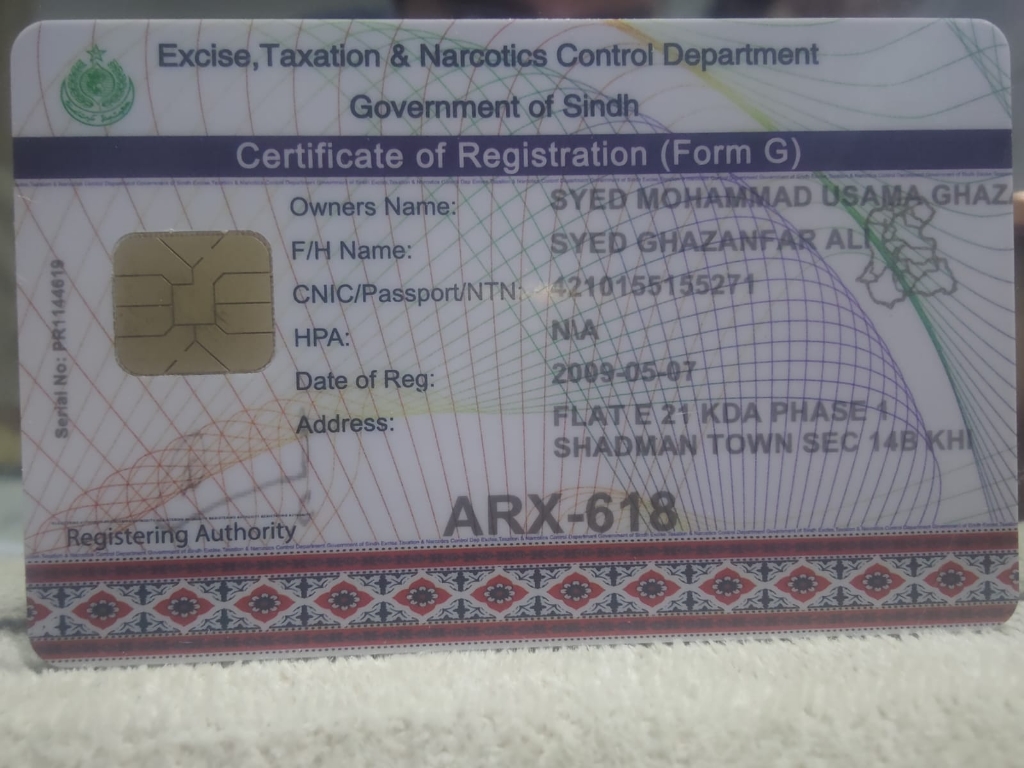 Excise,Taxation & Narcotics Control Department
Government of Sindh
Certificate of Registration (Form G)
Owners Name: SYED MOHAMMAD USAMA GHAZ
F/H Name: SYED GHAZANFAR ALI
CNIC/Passport/NTN: 4210155155271
HPA: N\A
Date of Reg: 2009-05-07
Address: FLAT E 21 KDA PHASE 1
SHADMAN TOWN SEC 14B KHI
Serial No: PR1144619
ARX-618
Registering Authority